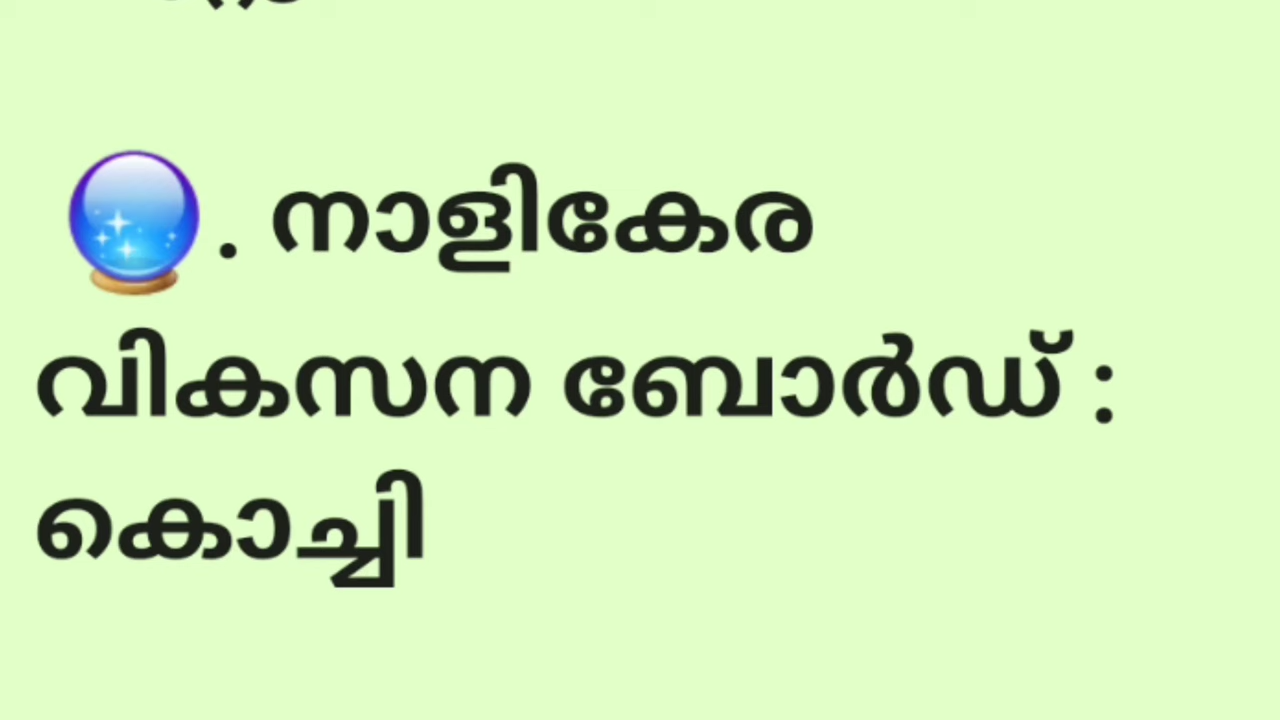 🔮. നാളികേര
വികസന ബോർഡ് :
കൊച്ചി